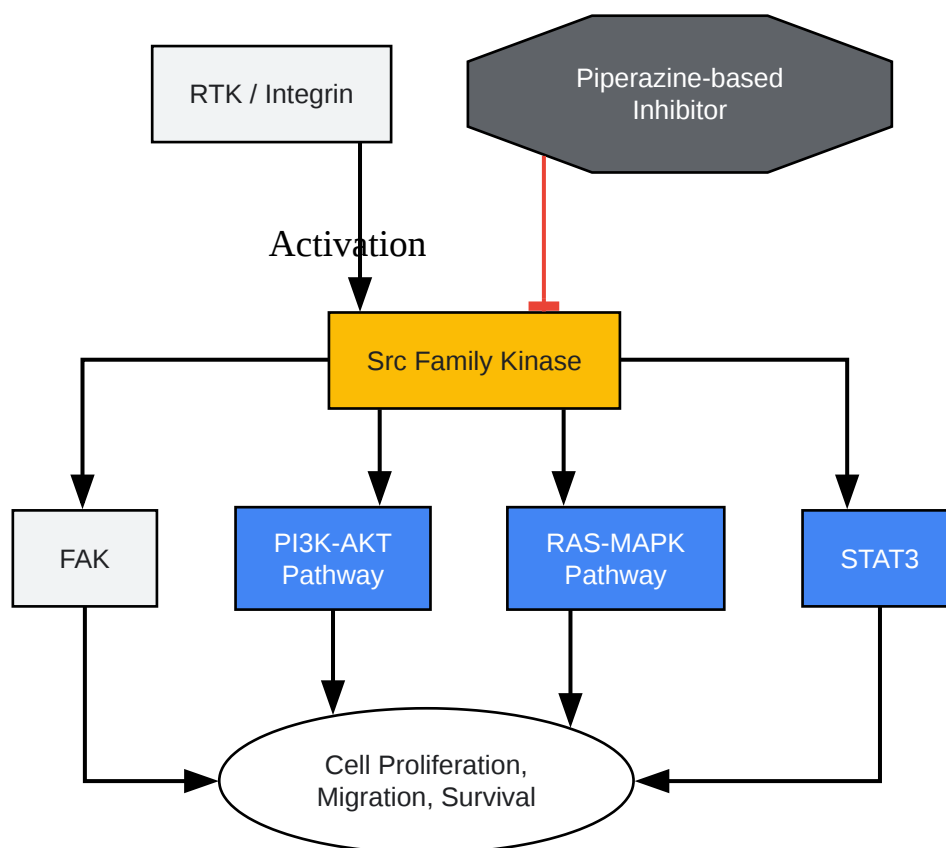 RTK / Integrin
Piperazine-based
Inhibitor
Activation
Src Family Kinase
FAK
PI3K-AKT
Pathway
RAS-MAPK
Pathway
STAT3
Cell Proliferation,
Migration, Survival